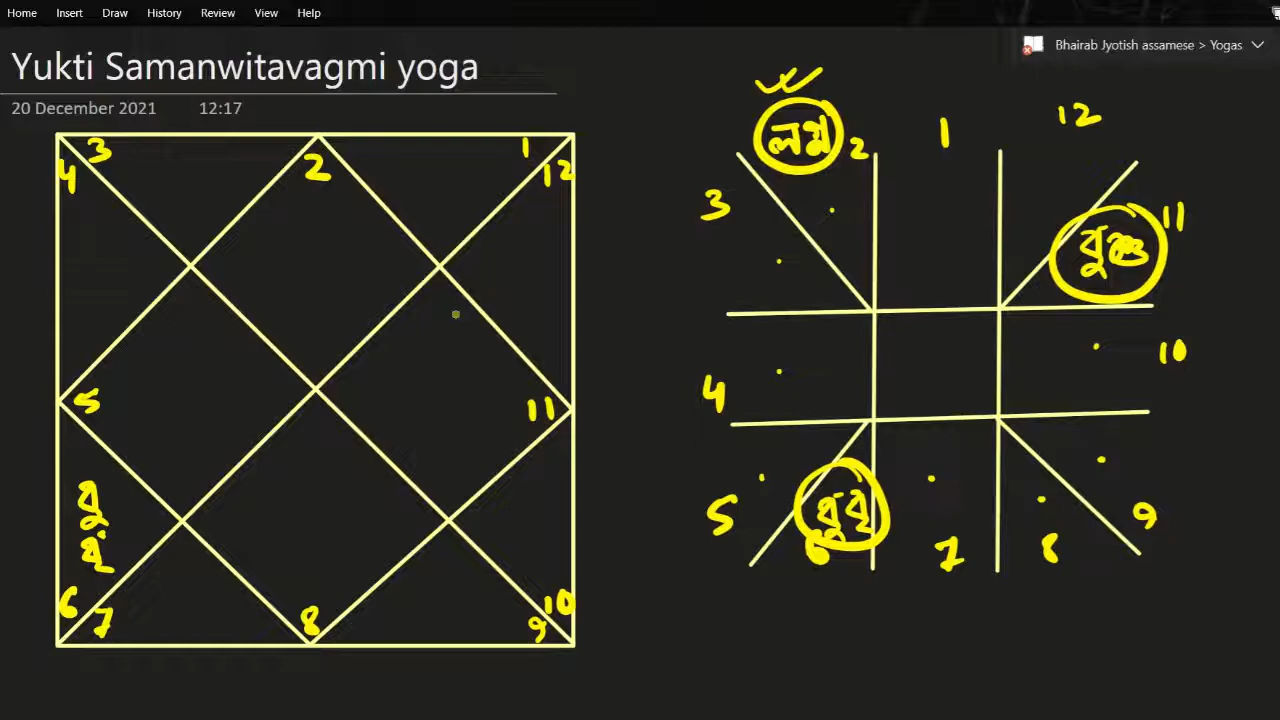 Home Insert Draw History Review View Help
Bhairab Jyotish assamese > Yogas
Yukti Samanwitavagmi yoga
20 December 2021 12:17
3 2 1
4 12
5 11
বু
বৃ
6 7 8 9 10
লগ্ন 2 1 12
3 11
4 10
5 বুবৃ 9
6 7 8